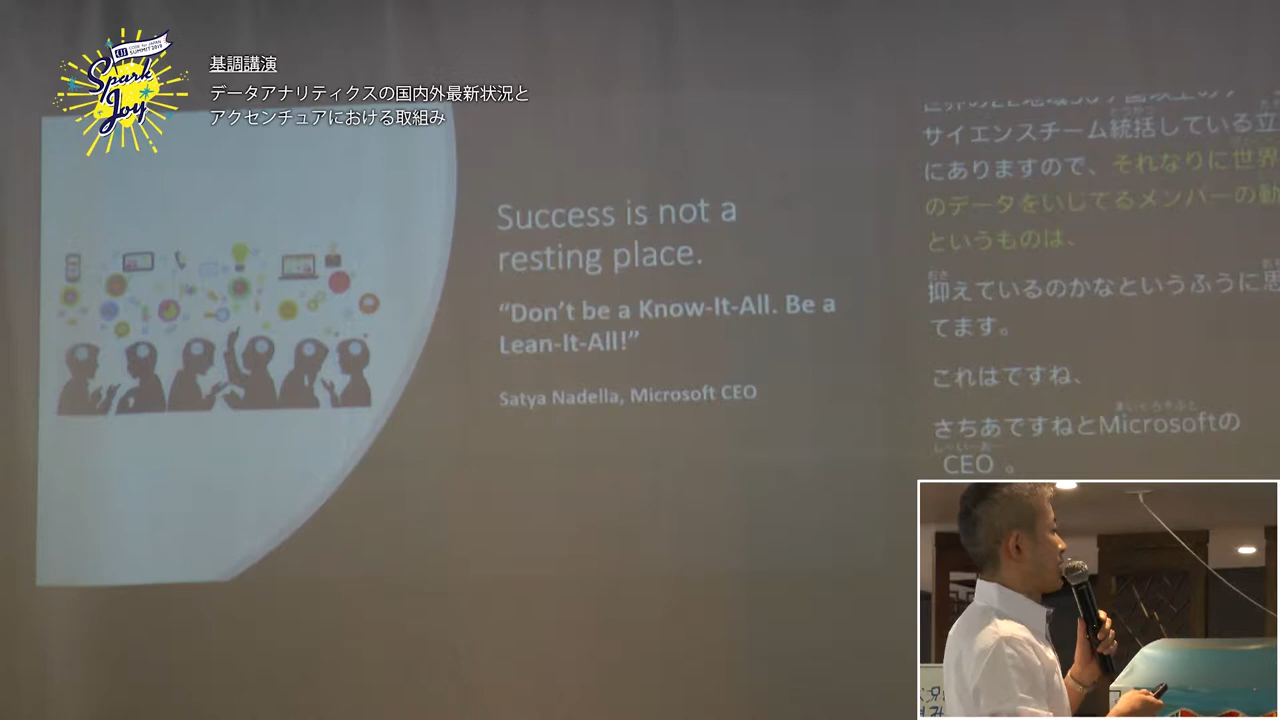 CODE for JAPAN
SUMMIT 2019
Spark
Joy
基調講演
データアナリティクスの国内外最新状況と
アクセンチュアにおける取組み
Success is not a
resting place.
“Don’t be a Know-It-All. Be a
Lean-It-All!”
Satya Nadella, Microsoft CEO
サイエンスチーム統括している立
にありますので、それなりに世界
のデータをいじてるメンバーの動
というものは、
抑えているのかなというふうに思
てます。
これはですね、
さちあですねとMicrosoftの
CEO 。